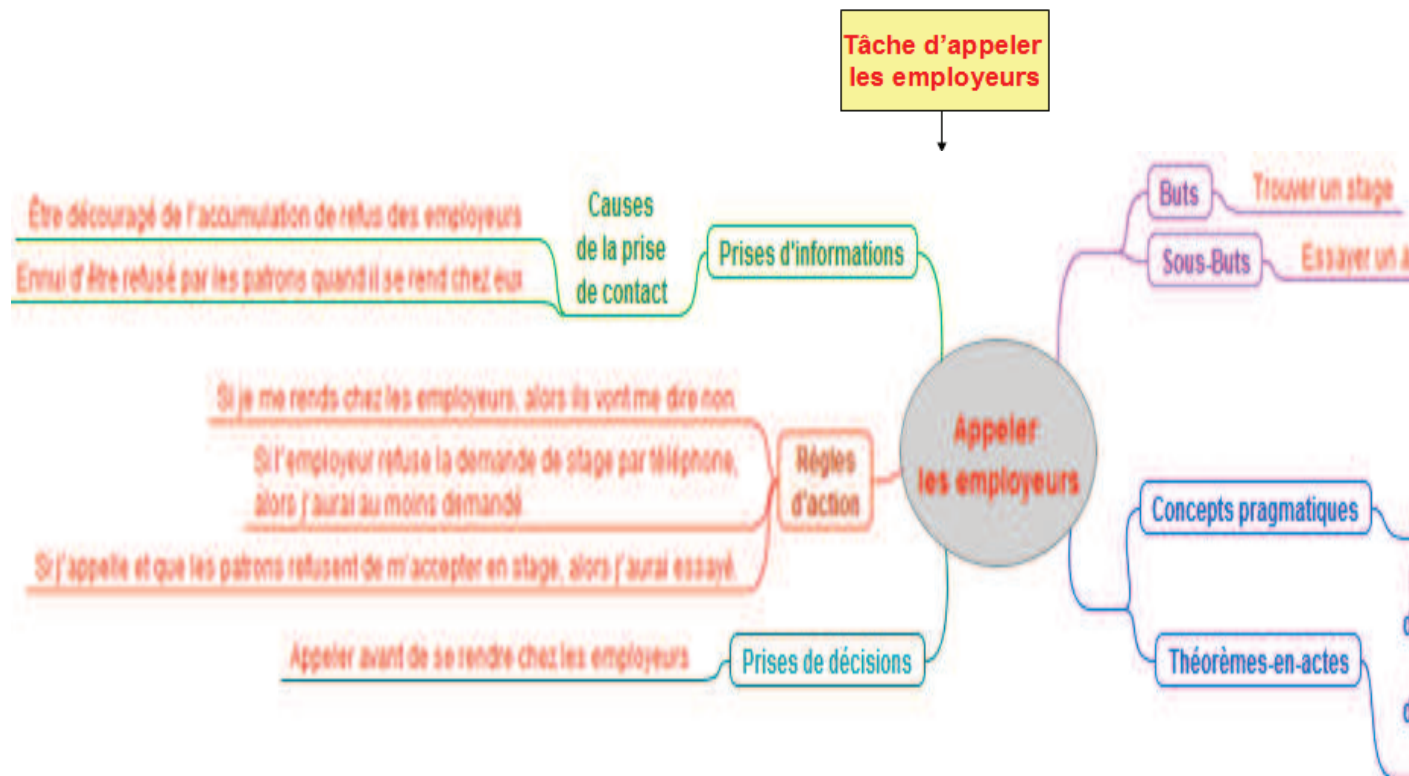 Tâche d'appeler
les employeurs
Être découragé de l'accumulation de refus des employeurs
Ennui d'être refusé par les patrons quand il se rend chez eux
Causes
de la prise
de contact
Prises d'informations
Buts
Trouver un stage
Sous-Buts
Essayer un a
Si je me rends chez les employeurs, alors ils vont me dire non
Si l'employeur refuse la demande de stage par téléphone,
alors j'aurai au moins demandé
Si j'appelle et que les patrons refusent de m'accepter en stage, alors j'aurai essayé.
Règles
d'action
Appeler
les employeurs
Concepts pragmatiques
Appeler avant de se rendre chez les employeurs
Prises de décisions
Théorèmes-en-actes